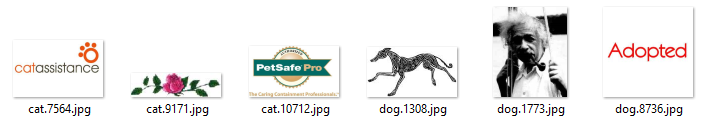 catassistance
PetSafe Pro
The Caring Containment Professionals.
Adopted
cat.7564.jpg
cat.9171.jpg
cat.10712.jpg
dog.1308.jpg
dog.1773.jpg
dog.8736.jpg